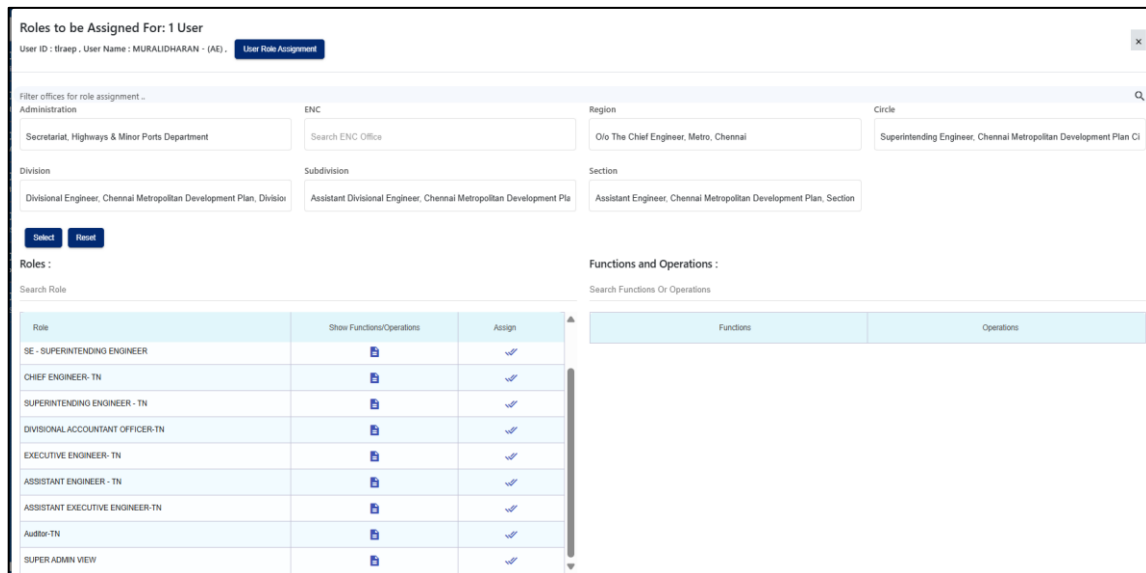 Roles to be Assigned For: 1 User
User ID : tlraep , User Name : MURALIDHARAN - (AE) , User Role Assignment
×
Filter offices for role assignment ..
Administration ENC Region Circle
Secretariat, Highways & Minor Ports Department Search ENC Office O/o The Chief Engineer, Metro, Chennai Superintending Engineer, Chennai Metropolitan Development Plan Ci
Division Subdivision Section
Divisional Engineer, Chennai Metropolitan Development Plan, Division Assistant Divisional Engineer, Chennai Metropolitan Development Pla Assistant Engineer, Chennai Metropolitan Development Plan, Section
Select Reset
Roles : Functions and Operations :
Search Role Search Functions Or Operations
Role Show Functions/Operations Assign Functions Operations
SE - SUPERINTENDING ENGINEER
CHIEF ENGINEER- TN
SUPERINTENDING ENGINEER - TN
DIVISIONAL ACCOUNTANT OFFICER-TN
EXECUTIVE ENGINEER- TN
ASSISTANT ENGINEER - TN
ASSISTANT EXECUTIVE ENGINEER-TN
Auditor-TN
SUPER ADMIN VIEW